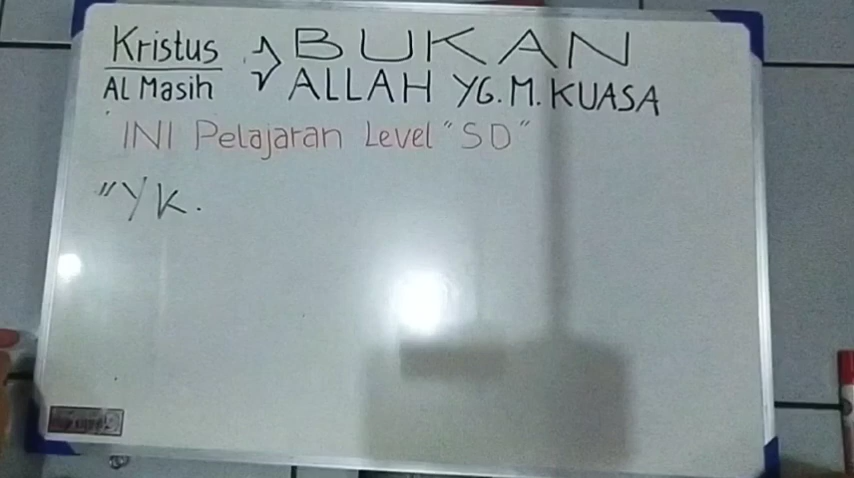 Kristus BUKAN
AL Masih ALLAH YG. M. KUASA
INI Pelajaran Level "SD"
"YK.